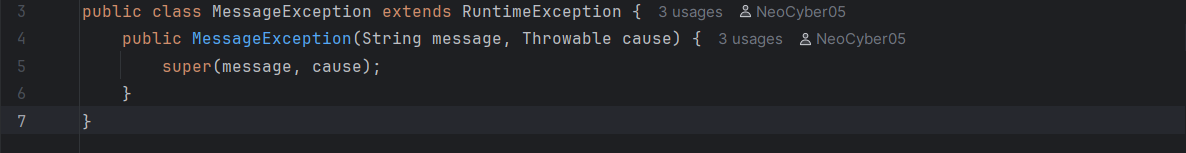 3 public class MessageException extends RuntimeException { 3 usages NeoCyber05
4 public MessageException(String message, Throwable cause) { 3 usages NeoCyber05
5 super(message, cause);
6 }
7 }